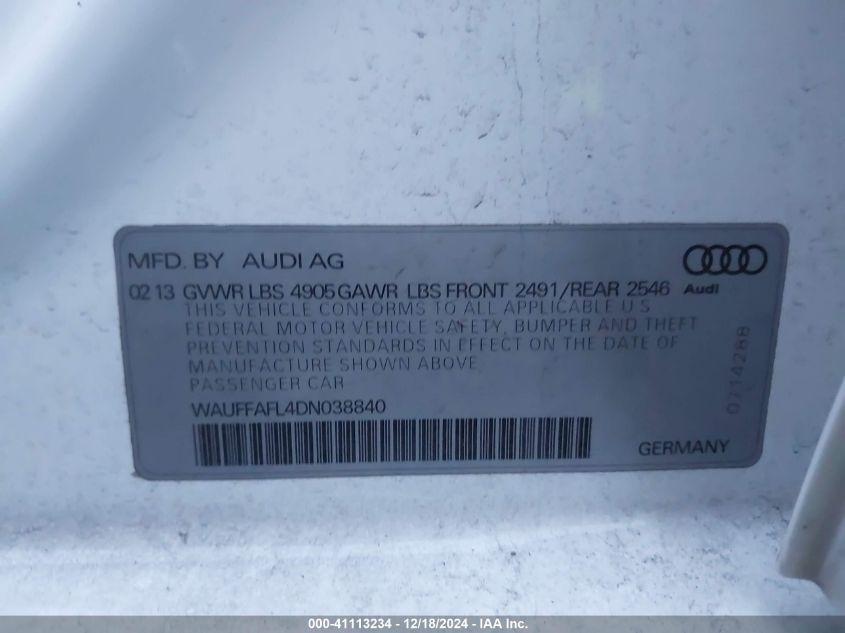 MFD. BY AUDI AG
02 13 GVWR LBS 4905 GAWR LBS FRONT 2491/REAR 2546
Audi
THIS VEHICLE CONFORMS TO ALL APPLICABLE U S
FEDERAL MOTOR VEHICLE SAFETY, BUMPER AND THEFT
PREVENTION STANDARDS IN EFFECT ON THE DATE OF
MANUFACTURE SHOWN ABOVE
PASSENGER CAR
0714288
WAUFFAFL4DN038840
GERMANY
000-41113234 - 12/18/2024 - IAA Inc.